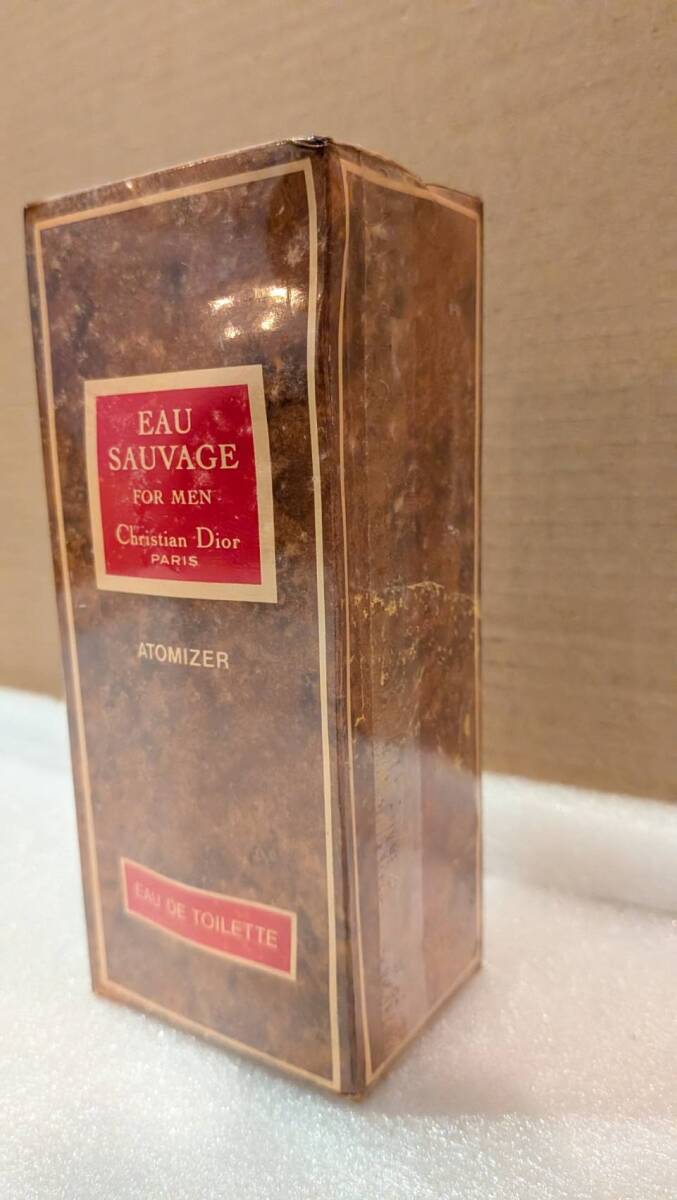 EAU
SAUVAGE
FOR MEN
Christian Dior
PARIS
ATOMIZER
EAU DE TOILETTE